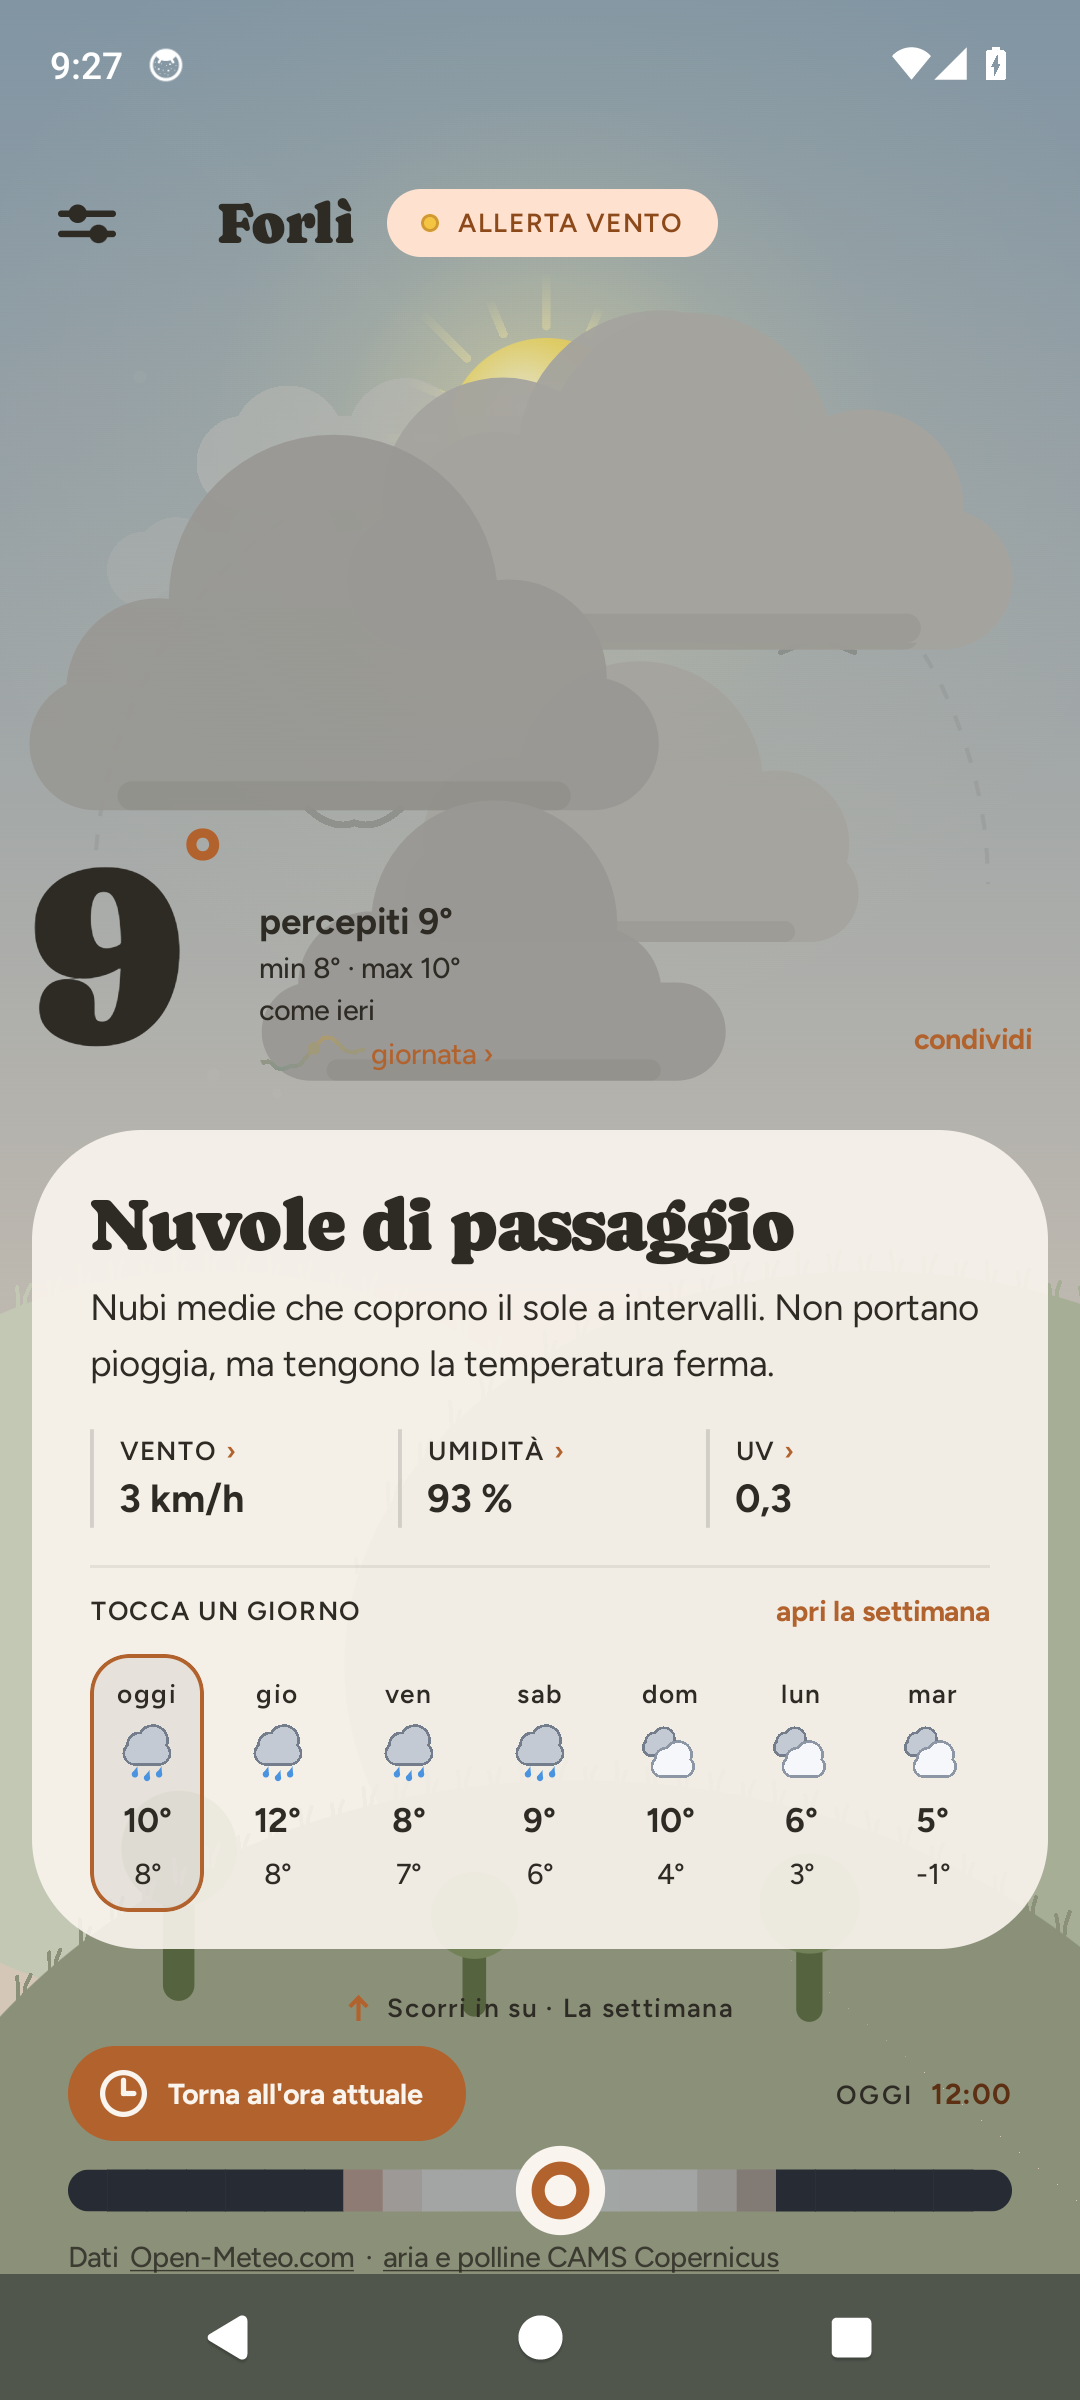 9:27
Forlì
ALLERTA VENTO
9°
percepiti 9°
min 8° · max 10°
come ieri
giornata ›
condividi
Nuvole di passaggio
Nubi medie che coprono il sole a intervalli. Non portano
pioggia, ma tengono la temperatura ferma.
VENTO › UMIDITÀ › UV ›
3 km/h 93 % 0,3
TOCCA UN GIORNO apri la settimana
oggi gio ven sab dom lun mar
10° 12° 8° 9° 10° 6° 5°
8° 8° 7° 6° 4° 3° -1°
↑ Scorri in su · La settimana
Torna all'ora attuale OGGI 12:00
Dati Open-Meteo.com · aria e polline CAMS Copernicus